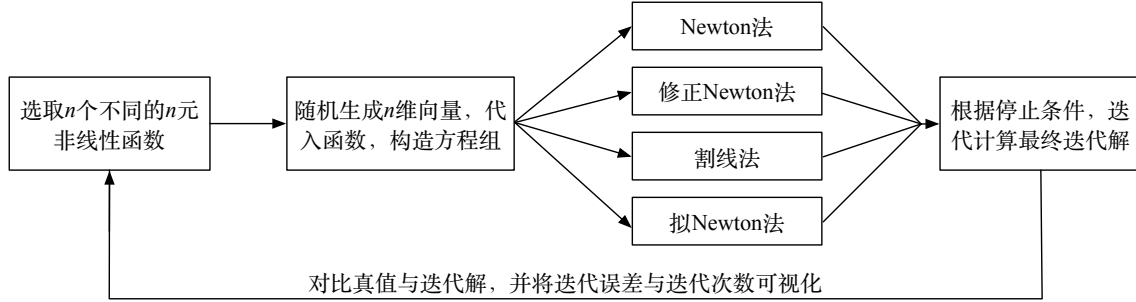 选取n个不同的n元
非线性函数
随机生成n维向量，代
入函数，构造方程组
Newton法
修正Newton法
割线法
拟Newton法
根据停止条件，迭
代计算最终迭代解
对比真值与迭代解，并将迭代误差与迭代次数可视化